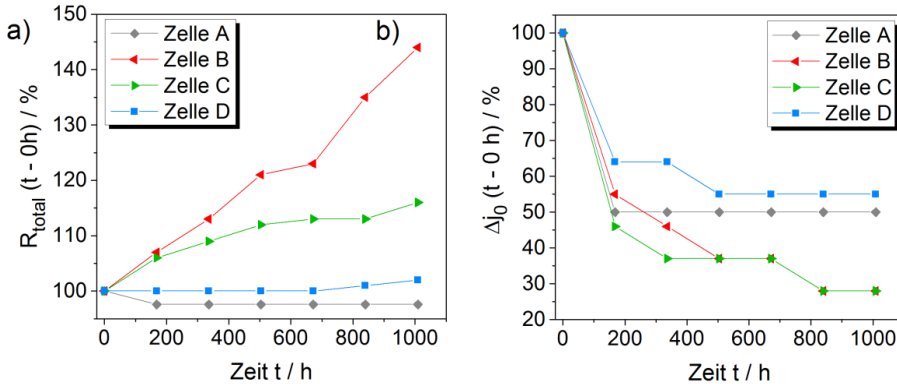 a)
R_total (t - 0h) / %
150
140
130
120
110
100
0 200 400 600 800 1000
Zeit t / h
Zelle A
Zelle B
Zelle C
Zelle D
b)
Δj_0 (t - 0 h) / %
100
90
80
70
60
50
40
30
20
0 200 400 600 800 1000
Zeit t / h
Zelle A
Zelle B
Zelle C
Zelle D